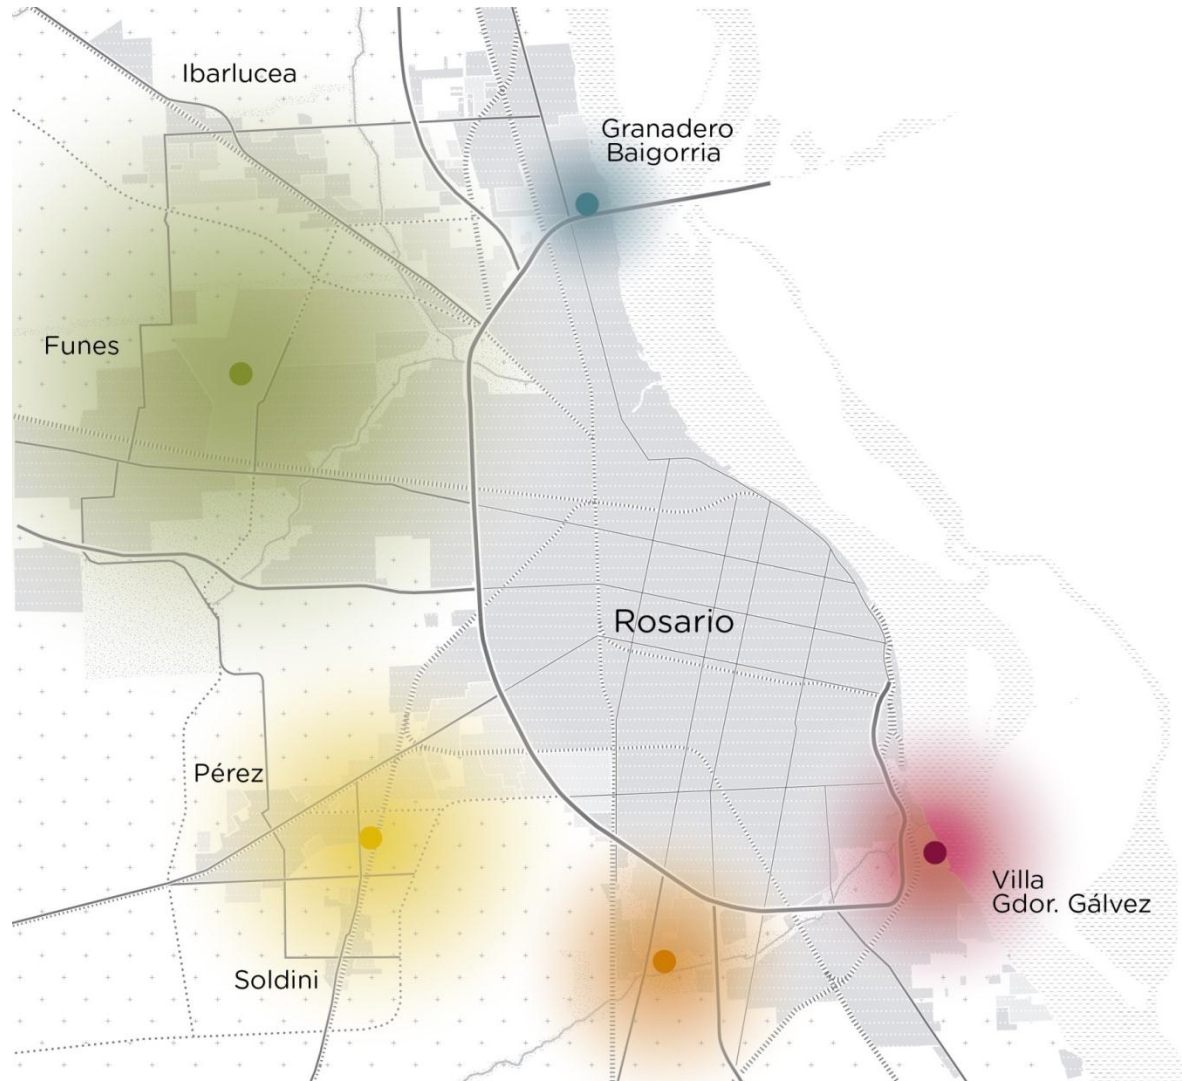 Ibarlucea
Granadero
Baigorria
Funes
Rosario
Pérez
Villa
Gdor. Gálvez
Soldini